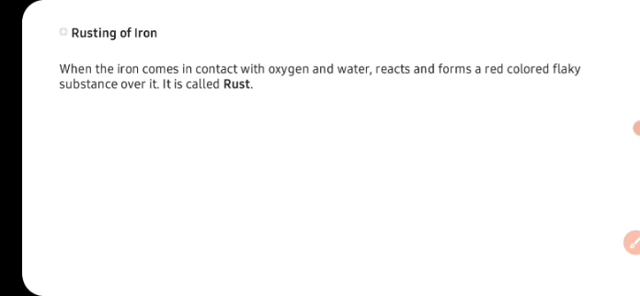 Rusting of Iron
When the iron comes in contact with oxygen and water, reacts and forms a red colored flaky
substance over it. It is called Rust.